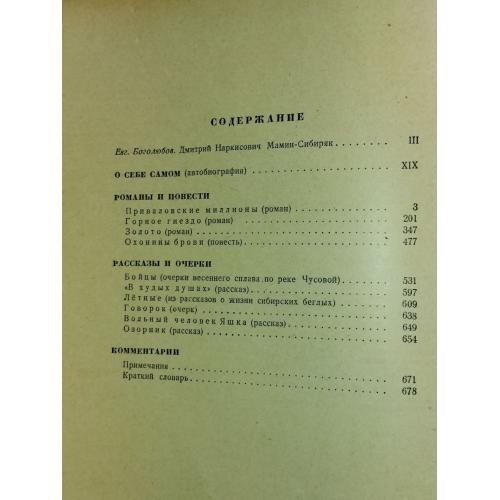 СОДЕРЖАНИЕ
Евг. Боголюбов. Дмитрий Наркисович Мамин-Сибиряк . . . . . . . . III
О СЕБЕ САМОМ (автобиография) . . . . . . . . . . . . . . . . . . . . XIX
РОМАНЫ И ПОВЕСТИ
Приваловские миллионы (роман) . . . . . . . . . . . . . . 3
Горное гнездо (роман) . . . . . . . . . . . . . . . . . . . . . 201
Золото (роман) . . . . . . . . . . . . . . . . . . . . . . . . . 347
Охонины брови (повесть) . . . . . . . . . . . . . . . . . . . 477
РАССКАЗЫ И ОЧЕРКИ
Бойцы (очерки весеннего сплава по реке Чусовой) . . . . . . . 531
«В худых душах» (рассказ) . . . . . . . . . . . . . . . . . . . 597
Лётные (из рассказов о жизни сибирских беглых) . . . . . . . . 609
Говорок (очерк) . . . . . . . . . . . . . . . . . . . . . . . . 638
Вольный человек Яшка (рассказ) . . . . . . . . . . . . . . . 649
Озорник (рассказ) . . . . . . . . . . . . . . . . . . . . . . . 654
КОММЕНТАРИИ
Примечания . . . . . . . . . . . . . . . . . . . . . . . . . . . 671
Краткий словарь . . . . . . . . . . . . . . . . . . . . . . . . 678